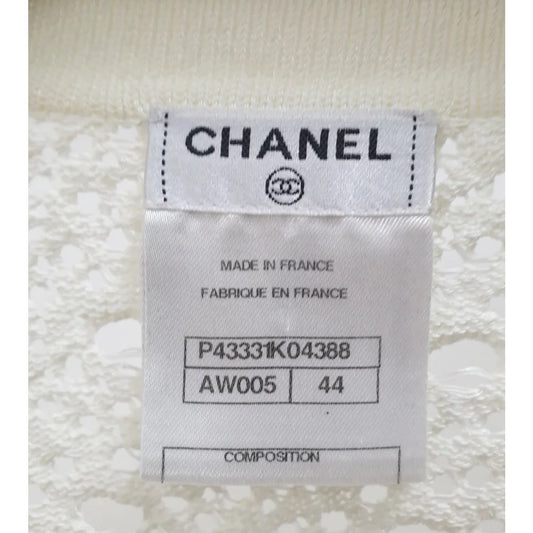 CHANEL
MADE IN FRANCE
FABRIQUE EN FRANCE
P43331K04388
AW005 44
COMPOSITION